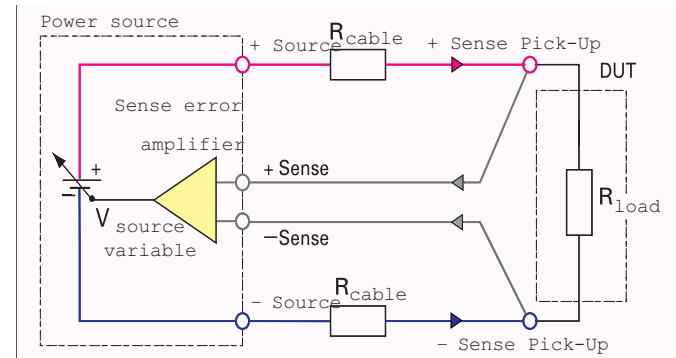 Power source
+ Source
Rcable
+ Sense Pick-Up
DUT
Sense error
amplifier
+ Sense
+
−
V source
variable
−Sense
Rload
− Source
Rcable
− Sense Pick-Up